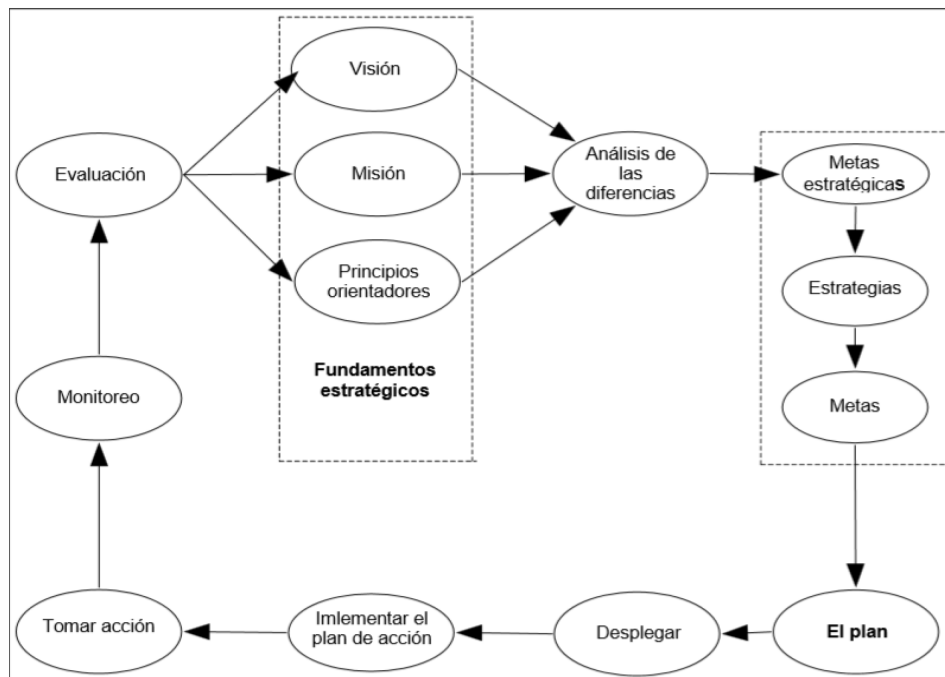 Visión
Evaluación
Misión
Análisis de
las
diferencias
Metas
estratégicas
Principios
orientadores
Estrategias
Fundamentos
estratégicos
Monitoreo
Metas
Tomar acción
Imlementar el
plan de acción
Desplegar
El plan